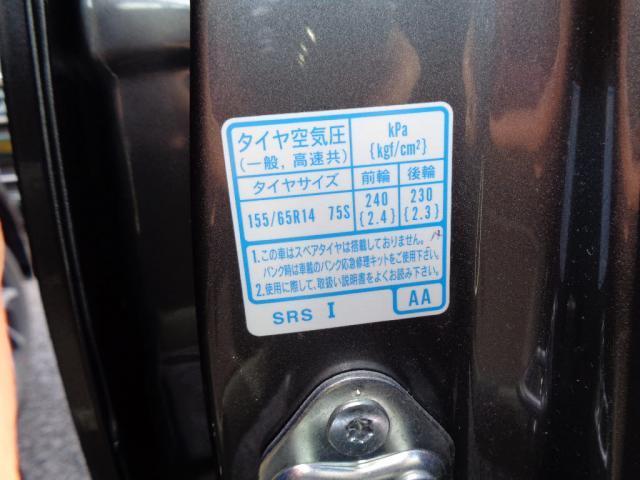 タイヤ空気圧
(一般, 高速共)
kPa
{kgf/cm²}
タイヤサイズ 前輪 後輪
155/65R14 75S 240 230
{2.4} {2.3}
1.この車はスペアタイヤは搭載しておりません。
パンク時は車載のパンク応急修理キットをご使用下さい。
2.使用に際して、取扱い説明書をよくお読み下さい。
SRS I AA